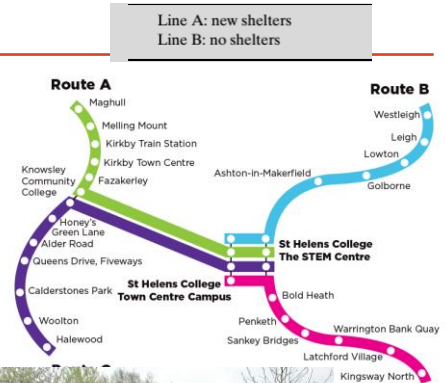 Line A: new shelters
Line B: no shelters
Route A
Maghull
Melling Mount
Kirkby Train Station
Kirkby Town Centre
Fazakerley
Knowsley
Community
College
Honey's
Green Lane
Alder Road
Queens Drive, Fiveways
Calderstones Park
Woolton
Halewood
Route B
Westleigh
Leigh
Lowton
Golborne
Ashton-in-Makerfield
St Helens College
The STEM Centre
St Helens College
Town Centre Campus
Bold Heath
Penketh
Sankey Bridges
Warrington Bank Quay
Latchford Village
Kingsway North